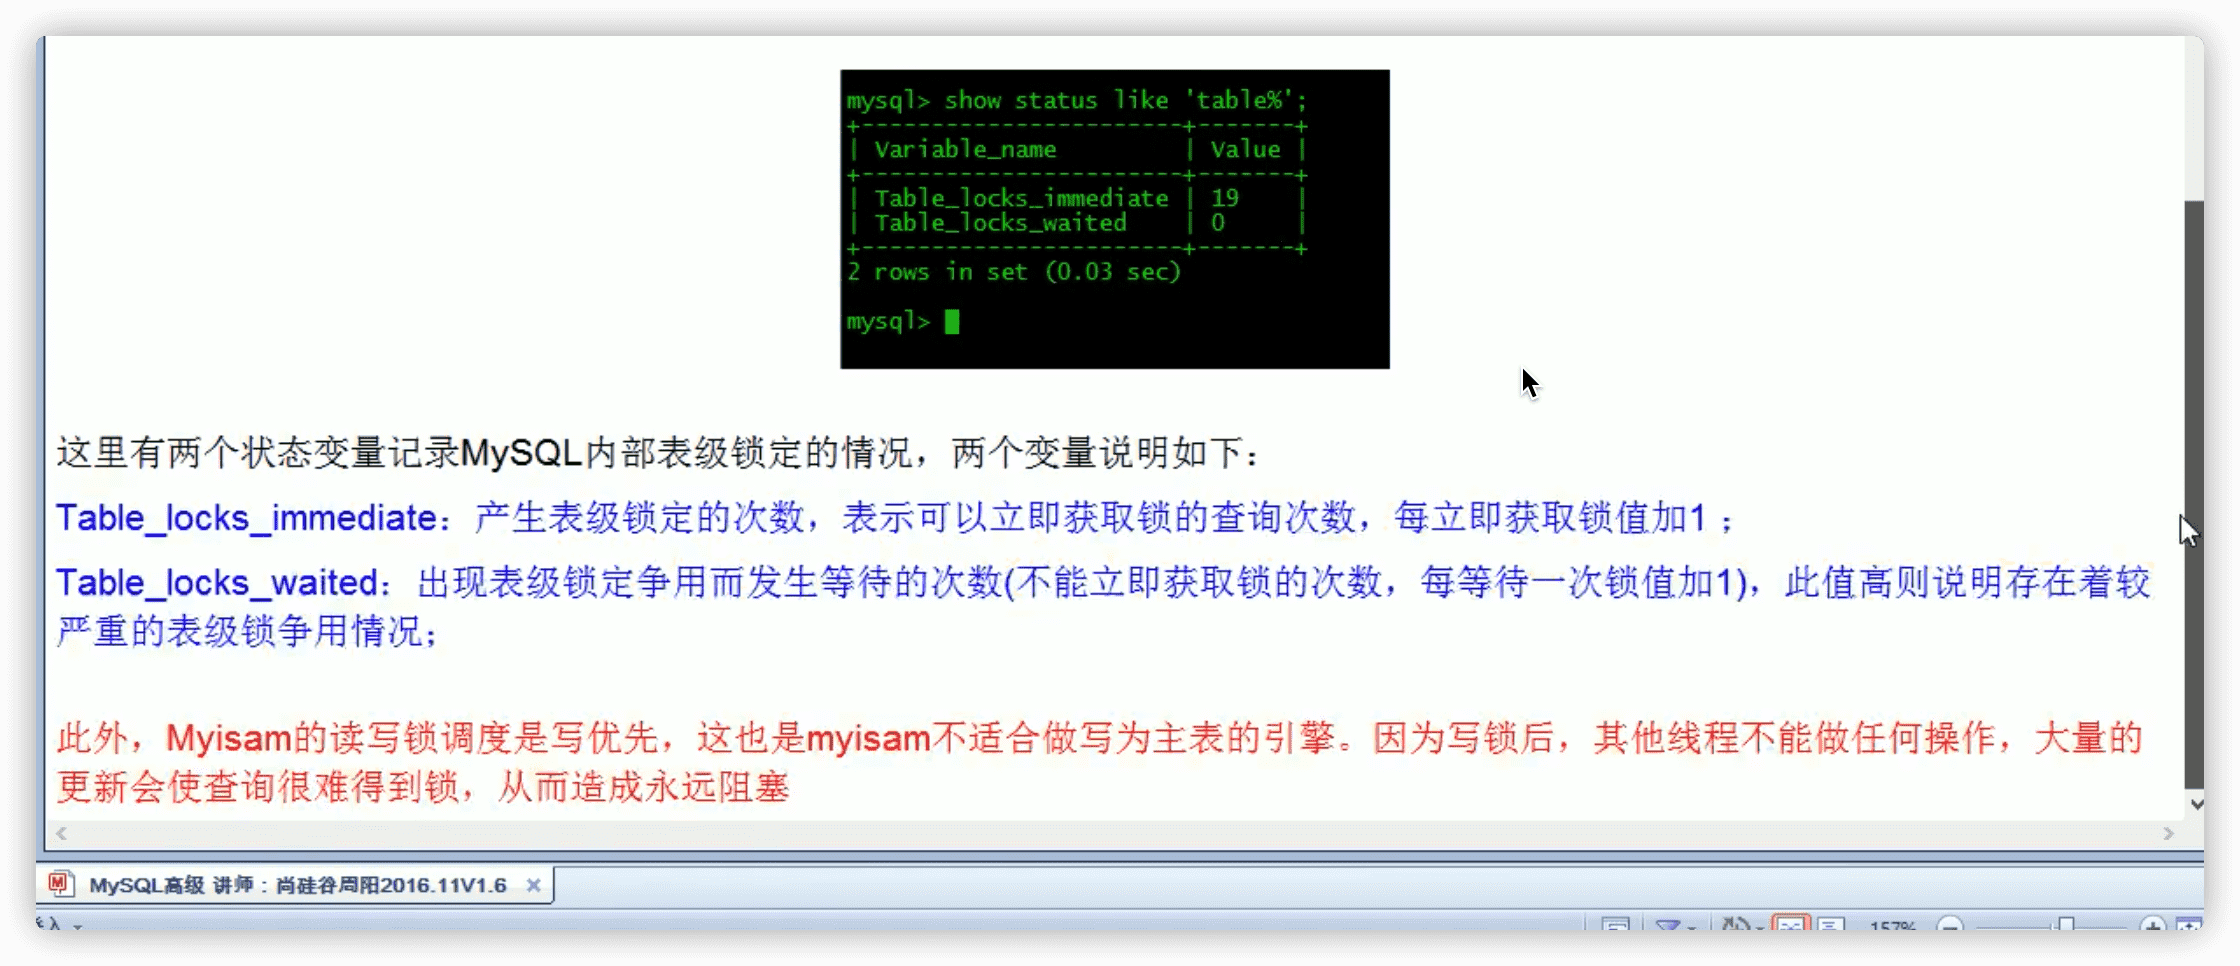 mysql> show status like 'table%';
+-----------------------+-------+
| Variable_name         | Value |
+-----------------------+-------+
| Table_locks_immediate | 19    |
| Table_locks_waited    | 0     |
+-----------------------+-------+
2 rows in set (0.03 sec)
mysql>
这里有两个状态变量记录MySQL内部表级锁定的情况，两个变量说明如下：
Table_locks_immediate：产生表级锁定的次数，表示可以立即获取锁的查询次数，每立即获取锁值加1 ；
Table_locks_waited：出现表级锁定争用而发生等待的次数(不能立即获取锁的次数，每等待一次锁值加1)，此值高则说明存在着较
严重的表级锁争用情况；
此外，Myisam的读写锁调度是写优先，这也是myisam不适合做写为主表的引擎。因为写锁后，其他线程不能做任何操作，大量的
更新会使查询很难得到锁，从而造成永远阻塞
MySQL高级 讲师：尚硅谷周阳2016.11V1.6
157%